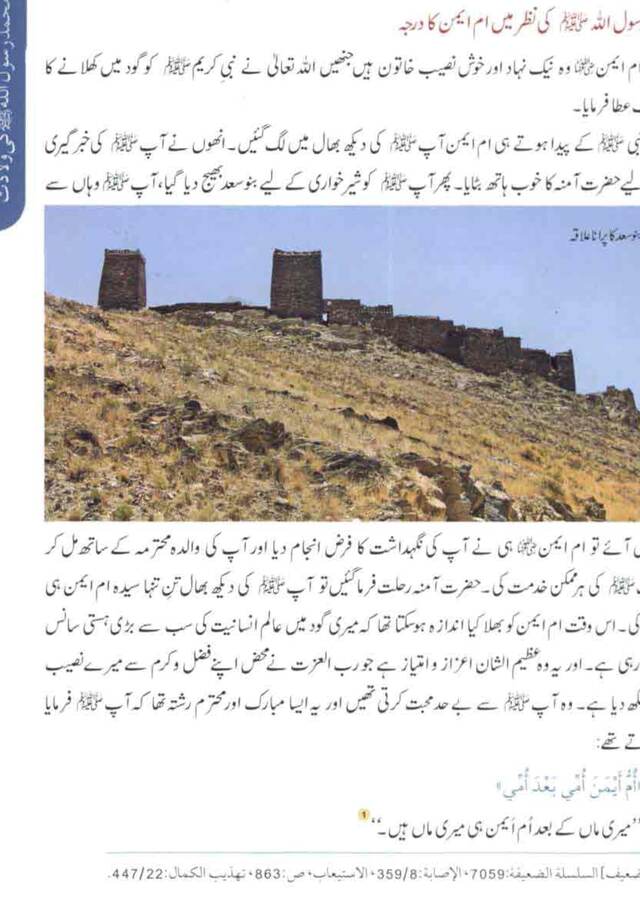 رسول اللہ ﷺ کی نظر میں ام ایمن کا درجہ
ام ایمن رضی اللہ عنہا وہ نیک نہاد اور خوش نصیب خاتون ہیں جنھیں اللہ تعالیٰ نے نبی کریم ﷺ کو گود میں کھلانے کا
عطا فرمایا۔
ﷺ کے پیدا ہوتے ہی ام ایمن آپ ﷺ کی دیکھ بھال میں لگ گئیں۔ انھوں نے آپ ﷺ کی خبر گیری
لیے حضرت آمنہ کا خوب ہاتھ بٹایا۔ پھر آپ ﷺ کو شیر خواری کے لیے بنو سعد بھیج دیا گیا، آپ ﷺ وہاں سے
بنو سعد کا پرانا علاقہ
آئے تو ام ایمن رضی اللہ عنہا ہی نے آپ کی نگہداشت کا فرض انجام دیا اور آپ کی والدہ محترمہ کے ساتھ مل کر
ﷺ کی ہر ممکن خدمت کی۔ حضرت آمنہ رحلت فرما گئیں تو آپ ﷺ کی دیکھ بھال تنِ تنہا سیدہ ام ایمن ہی
کی۔ اس وقت ام ایمن کو بھلا کیا اندازہ ہوسکتا تھا کہ میری گود میں عالم انسانیت کی سب سے بڑی ہستی سانس
رہی ہے۔ اور یہ وہ عظیم الشان اعزاز و امتیاز ہے جو رب العزت نے محض اپنے فضل و کرم سے میرے نصیب
دیا ہے۔ وہ آپ ﷺ سے بے حد محبت کرتی تھیں اور یہ ایسا مبارک اور محترم رشتہ تھا کہ آپ ﷺ فرمایا
تے تھے:
«أُمُّ أَيْمَنَ أُمِّي بَعْدَ أُمِّي»
’’میری ماں کے بعد اُم اَیمن ہی میری ماں ہیں۔‘‘ 1
ضعيف] السلسلة الضعيفة:7059، الإصابة:359/8، الاستيعاب، ص:863، تهذيب الكمال:447/22.